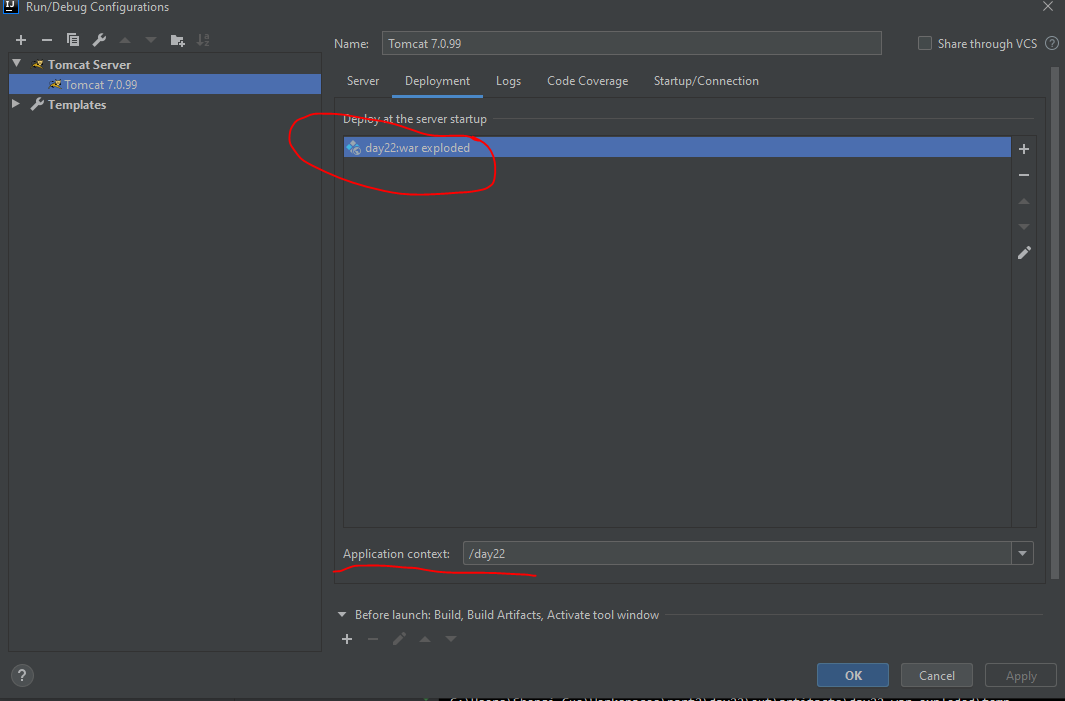 Run/Debug Configurations
Name: Tomcat 7.0.99
Share through VCS
Tomcat Server
Tomcat 7.0.99
Templates
Server Deployment Logs Code Coverage Startup/Connection
Deploy at the server startup
day22:war exploded
Application context: /day22
Before launch: Build, Build Artifacts, Activate tool window
OK Cancel Apply